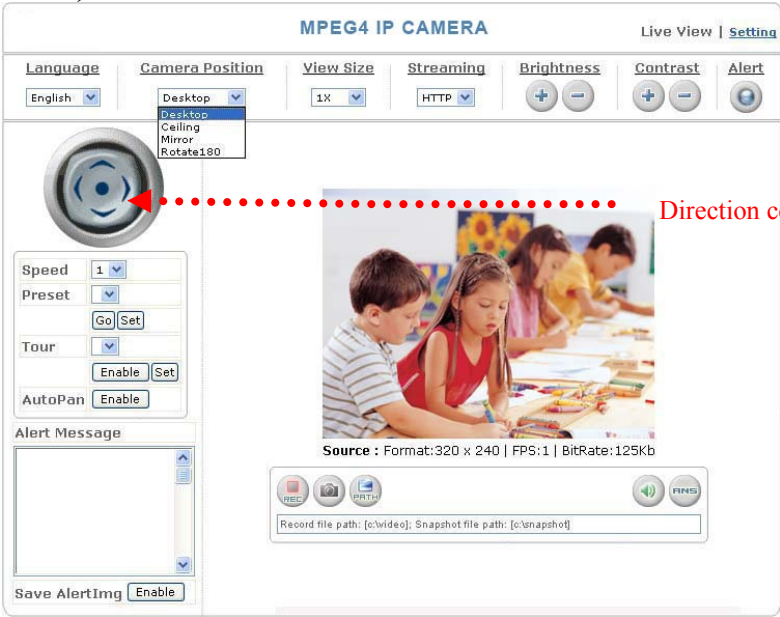 MPEG4 IP CAMERA
Live View | Setting
Language Camera Position View Size Streaming Brightness Contrast Alert
English Desktop 1X HTTP
Desktop
Ceiling
Mirror
Rotate180
Direction
Speed 1
Preset
Go Set
Tour
Enable Set
AutoPan Enable
Alert Message
Source : Format:320 x 240 | FPS:1 | BitRate:125Kb
REC PATH ANS
Record file path: [c:\video]; Snapshot file path: [c:\snapshot]
Save AlertImg Enable